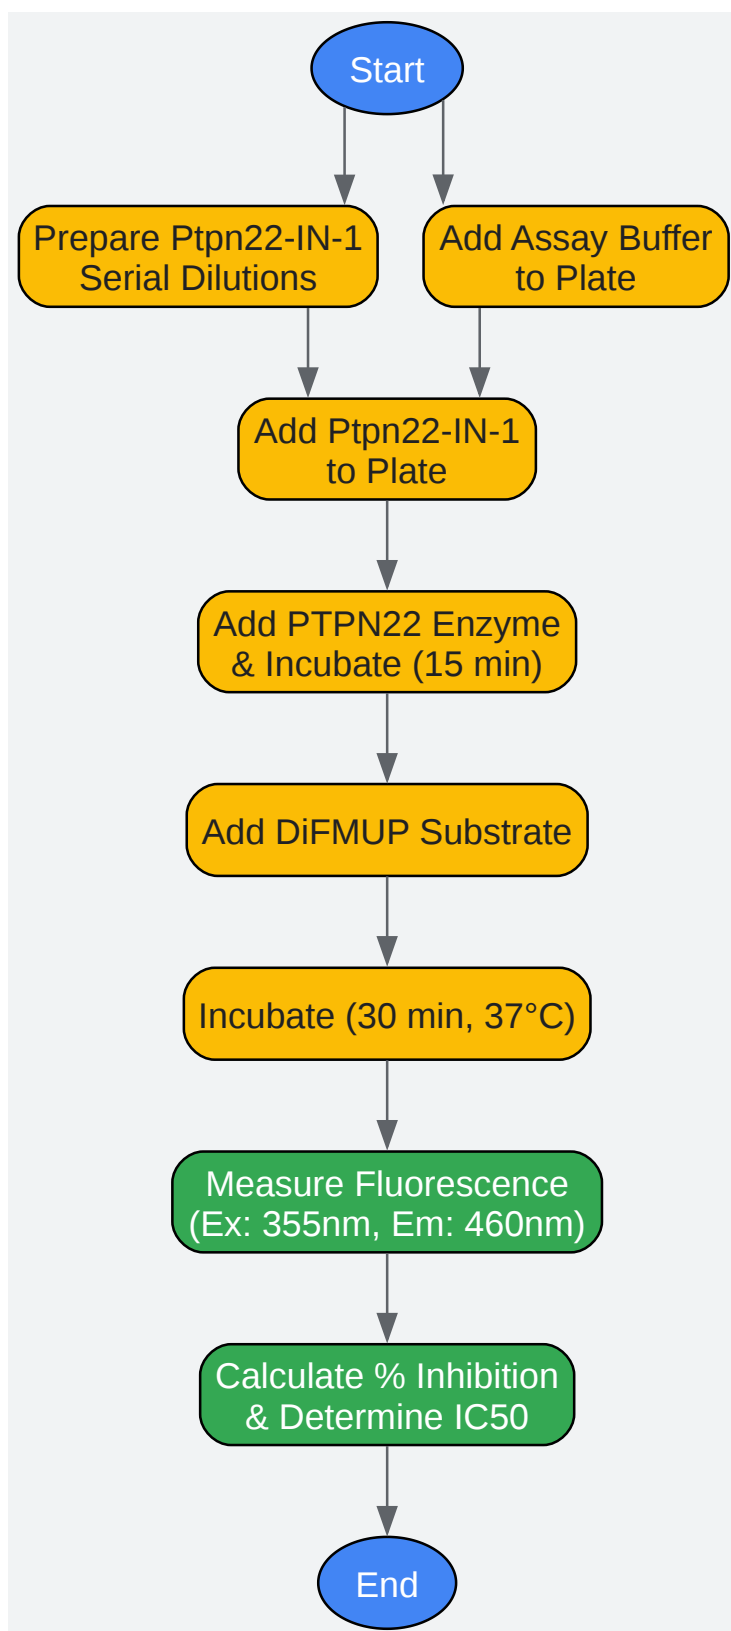 Start
Prepare Ptpn22-IN-1
Serial Dilutions
Add Assay Buffer
to Plate
Add Ptpn22-IN-1
to Plate
Add PTPN22 Enzyme
& Incubate (15 min)
Add DiFMUP Substrate
Incubate (30 min, 37°C)
Measure Fluorescence
(Ex: 355nm, Em: 460nm)
Calculate % Inhibition
& Determine IC50
End